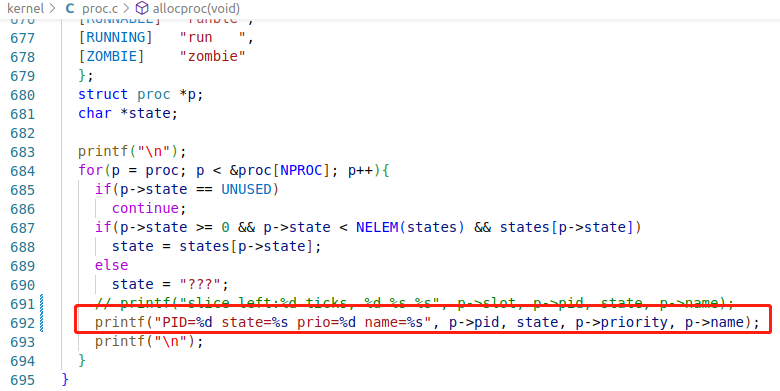 kernel > C proc.c > allocproc(void)
676 [RUNNABLE] "runble",
677 [RUNNING] "run   ",
678 [ZOMBIE] "zombie"
679 };
680 struct proc *p;
681 char *state;
682
683 printf("\n");
684 for(p = proc; p < &proc[NPROC]; p++){
685 if(p->state == UNUSED)
686 continue;
687 if(p->state >= 0 && p->state < NELEM(states) && states[p->state])
688 state = states[p->state];
689 else
690 state = "???";
691 // printf("slice left:%d ticks, %d %s %s", p->slot, p->pid, state, p->name);
692 printf("PID=%d state=%s prio=%d name=%s", p->pid, state, p->priority, p->name);
693 printf("\n");
694 }
695 }